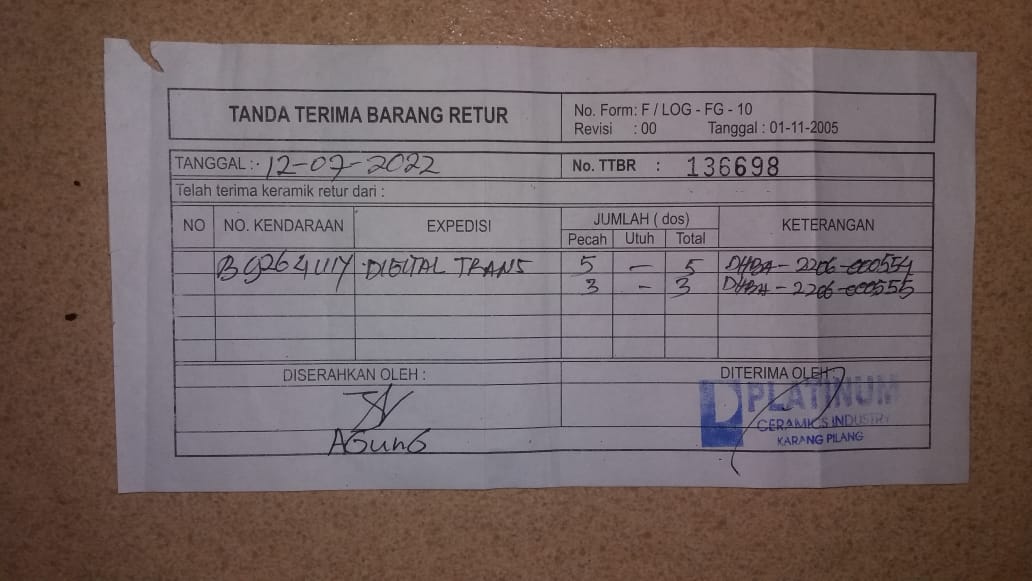 TANDA TERIMA BARANG RETUR
No. Form: F / LOG - FG - 10
Revisi : 00 Tanggal : 01-11-2005
TANGGAL : 12-07-2022
No. TTBR : 136698
Telah terima keramik retur dari :
NO NO. KENDARAAN EXPEDISI JUMLAH ( dos) KETERANGAN
Pecah Utuh Total
DIGITAL TRANS 5 - 5 DHBA - 2206 - 000554
3 - 3 DHBA - 2206 - 000555
DISERAHKAN OLEH : DITERIMA OLEH :
AGUNG
PLATINUM
CERAMICS INDUSTRY
KARANG PILANG